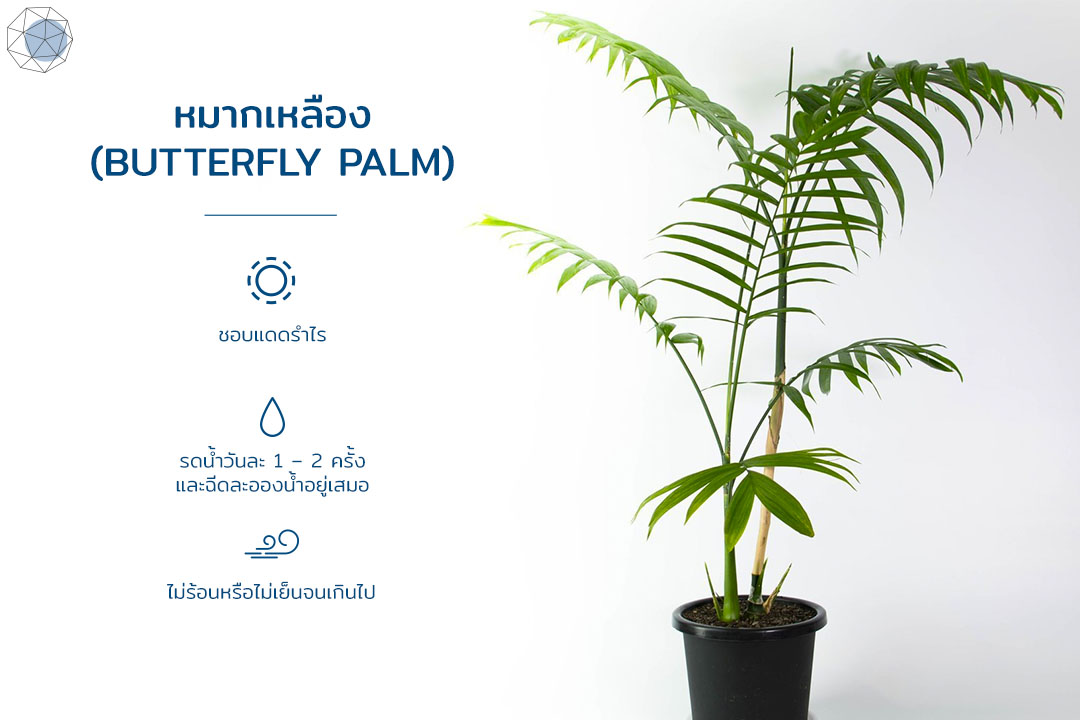 หมากเหลือง
(BUTTERFLY PALM)
ชอบแดดรำไร
รดน้ำวันละ 1 – 2 ครั้ง
และฉีดละอองน้ำอยู่เสมอ
ไม่ร้อนหรือไม่เย็นจนเกินไป